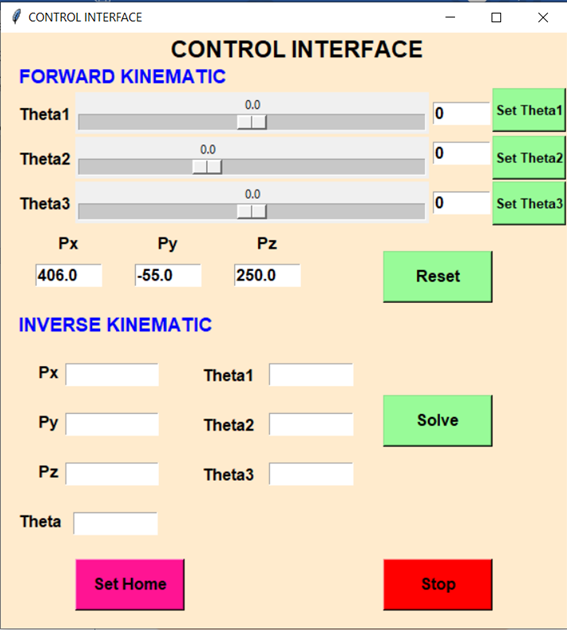 CONTROL INTERFACE
CONTROL INTERFACE
FORWARD KINEMATIC
0.0
Theta1 0 Set Theta1
0.0
Theta2 0 Set Theta2
0.0
Theta3 0 Set Theta3
Px Py Pz
406.0 -55.0 250.0 Reset
INVERSE KINEMATIC
Px Theta1
Py Theta2 Solve
Pz Theta3
Theta
Set Home Stop